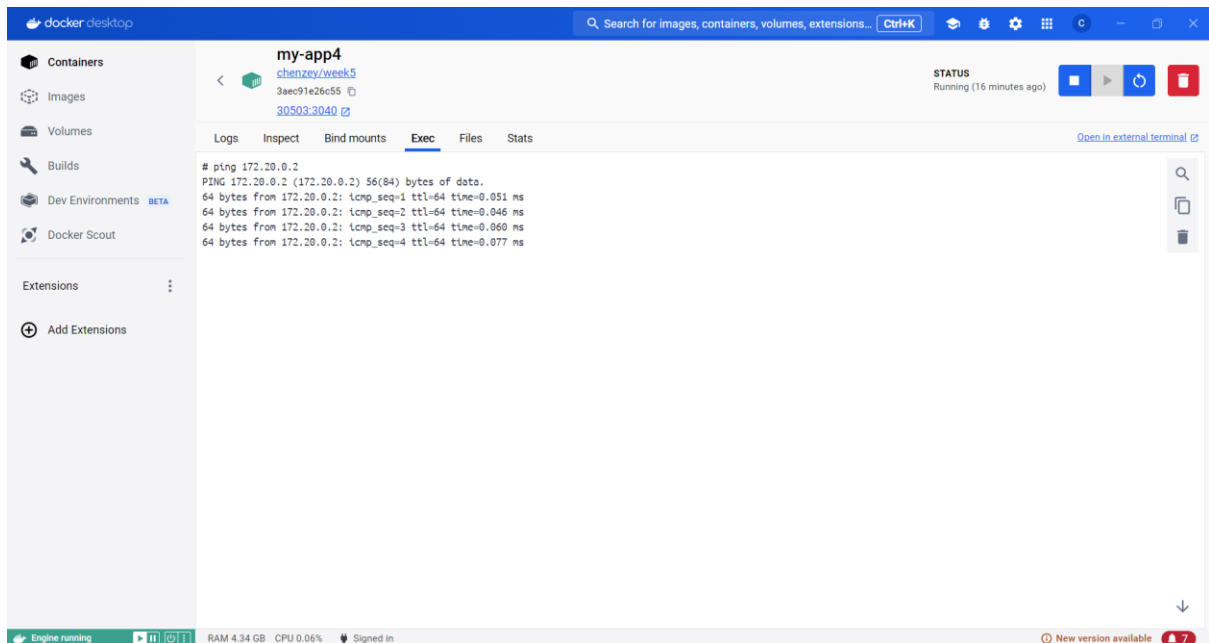 docker desktop
Search for images, containers, volumes, extensions... Ctrl+K
C
Containers
Images
Volumes
Builds
Dev Environments BETA
Docker Scout
Extensions
Add Extensions
my-app4
chenzey/week5
3aec91e26c55
30503:3040
STATUS
Running (16 minutes ago)
Logs Inspect Bind mounts Exec Files Stats
Open in external terminal
# ping 172.20.0.2
PING 172.20.0.2 (172.20.0.2) 56(84) bytes of data.
64 bytes from 172.20.0.2: icmp_seq=1 ttl=64 time=0.051 ms
64 bytes from 172.20.0.2: icmp_seq=2 ttl=64 time=0.046 ms
64 bytes from 172.20.0.2: icmp_seq=3 ttl=64 time=0.060 ms
64 bytes from 172.20.0.2: icmp_seq=4 ttl=64 time=0.077 ms
Engine running
RAM 4.34 GB CPU 0.06% Signed in
New version available 7